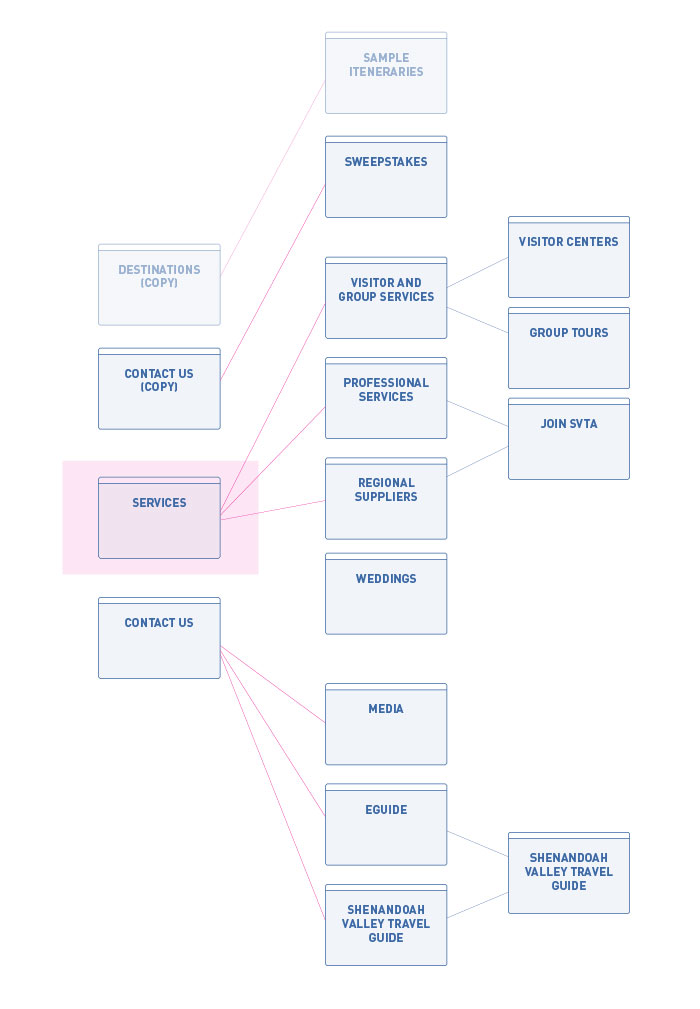 SAMPLE
ITENERARIES
SWEEPSTAKES
VISITOR CENTERS
DESTINATIONS
(COPY)
VISITOR AND
GROUP SERVICES
GROUP TOURS
CONTACT US
(COPY)
PROFESSIONAL
SERVICES
JOIN SVTA
SERVICES
REGIONAL
SUPPLIERS
WEDDINGS
CONTACT US
MEDIA
EGUIDE
SHENANDOAH
VALLEY TRAVEL
GUIDE
SHENANDOAH
VALLEY TRAVEL
GUIDE